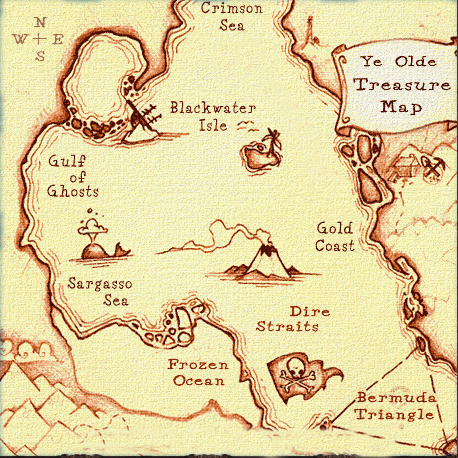 Crimson
Sea
N
W E
S
Ye Olde
Treasure
Map
Blackwater
Isle
Gulf
of
Ghosts
Gold
Coast
Sargasso
Sea
Dire
Straits
Frozen
Ocean
Bermuda
Triangle